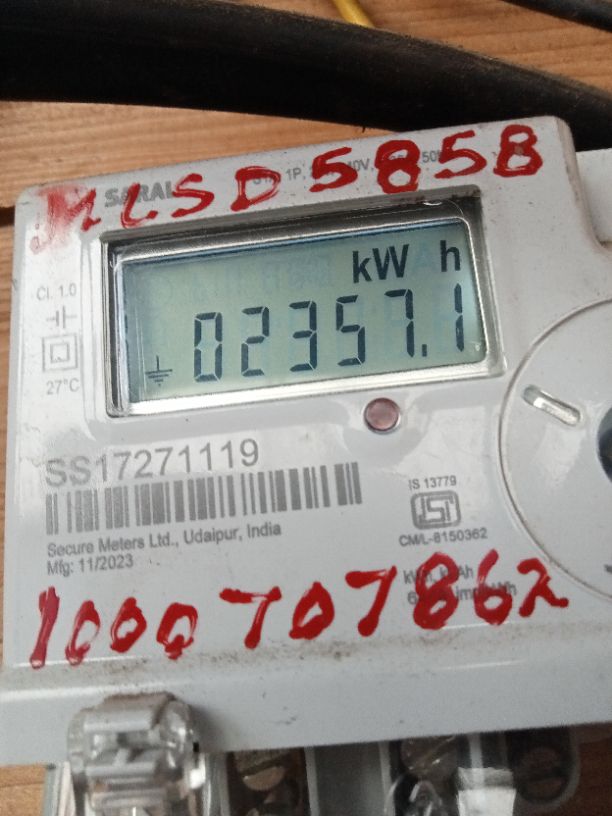 SARAL
MLSD5858
kW h
02357.1
Cl. 1.0
27°C
SS17271119
IS 13779
ISI
CM/L-8150362
Secure Meters Ltd., Udaipur, India
Mfg: 11/2023
1000707862